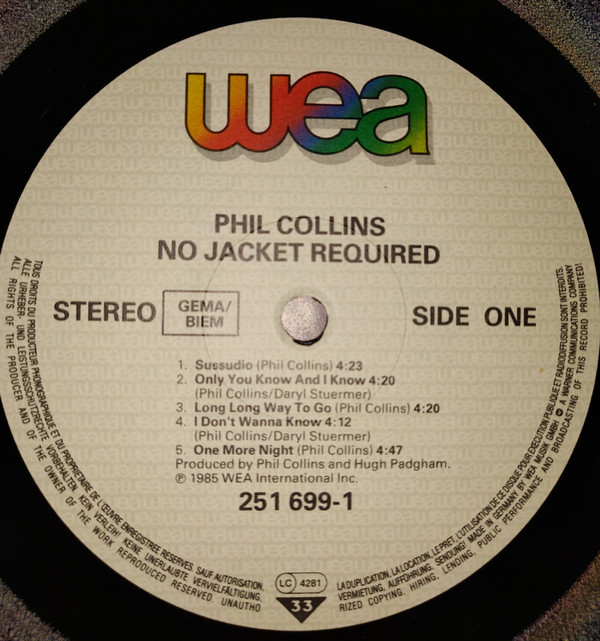 wea
PHIL COLLINS
NO JACKET REQUIRED
STEREO
GEMA/
BIEM
SIDE ONE
1. Sussudio (Phil Collins) 4:23
2. Only You Know And I Know 4:20
(Phil Collins/Daryl Stuermer)
3. Long Long Way To Go (Phil Collins) 4:20
4. I Don't Wanna Know 4:12
(Phil Collins/Daryl Stuermer)
5. One More Night (Phil Collins) 4:47
Produced by Phil Collins and Hugh Padgham.
℗ 1985 WEA International Inc.
251 699-1
TOUS DROITS DU PRODUCTEUR PHONOGRAPHIQUE ET DU PROPRIETAIRE DE L'ŒUVRE ENREGISTREE RESERVES. SAUF AUTORISATION,
LA DUPLICATION, LA LOCATION, LE PRET, L'UTILISATION DE CE DISQUE POUR EXECUTION PUBLIQUE ET RADIODIFFUSION SONT INTERDITS.
ALLE URHEBER- UND LEISTUNGSSCHUTZRECHTE VORBEHALTEN. KEIN VERLEIH! KEINE UNERLAUBTE VERVIELFÄLTIGUNG,
VERMIETUNG, AUFFÜHRUNG, SENDUNG! MADE IN GERMANY BY WEA MUSIK GMBH A WARNER COMMUNICATIONS COMPANY
ALL RIGHTS OF THE PRODUCER AND OF THE OWNER OF THE WORK REPRODUCED RESERVED. UNAUTHO
RIZED COPYING, HIRING, LENDING, PUBLIC PERFORMANCE AND BROADCASTING OF THIS RECORD PROHIBITED!
LC 4281
33